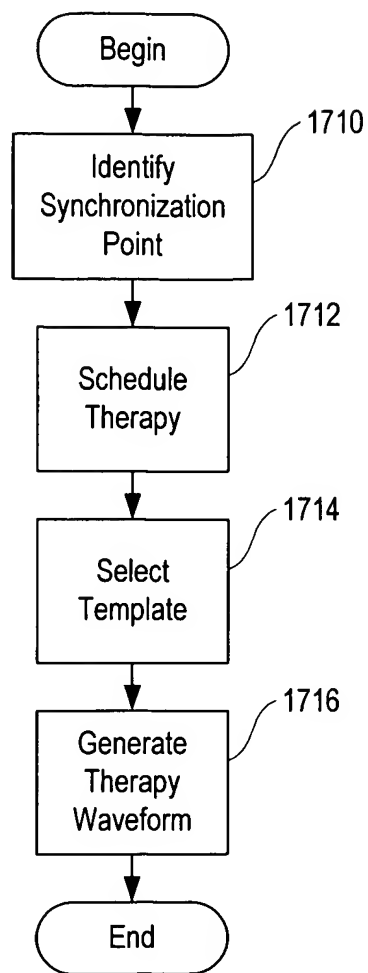 Begin
1710
Identify
Synchronization
Point
1712
Schedule
Therapy
1714
Select
Template
1716
Generate
Therapy
Waveform
End